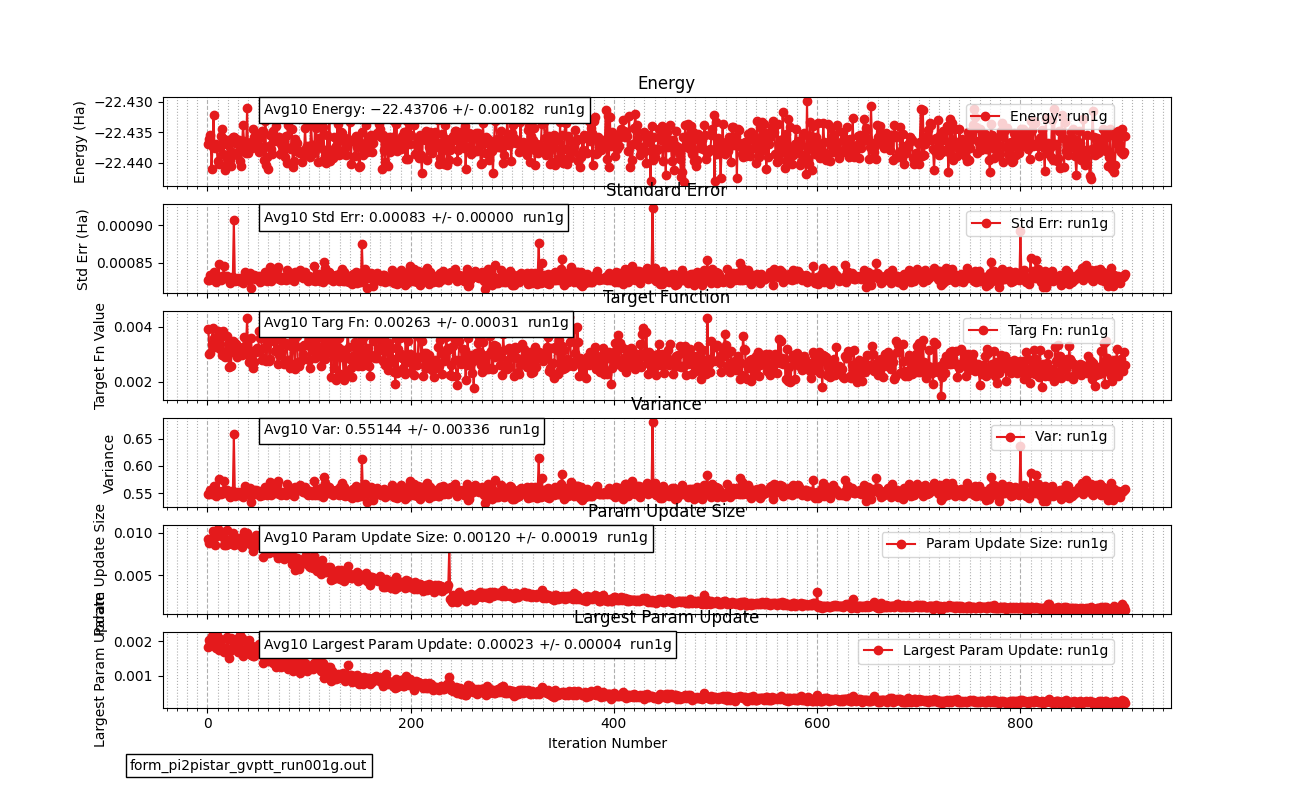 Energy
Energy (Ha)
−22.430
−22.435
−22.440
Avg10 Energy: −22.43706 +/- 0.00182 run1g
Energy: run1g
Standard Error
Std Err (Ha)
0.00090
0.00085
Avg10 Std Err: 0.00083 +/- 0.00000 run1g
Std Err: run1g
Target Function
Target Fn Value
0.004
0.002
Avg10 Targ Fn: 0.00263 +/- 0.00031 run1g
Targ Fn: run1g
Variance
Variance
0.65
0.60
0.55
Avg10 Var: 0.55144 +/- 0.00336 run1g
Var: run1g
Param Update Size
Param Update Size
0.010
0.005
Avg10 Param Update Size: 0.00120 +/- 0.00019 run1g
Param Update Size: run1g
Largest Param Update
Largest Param Update
0.002
0.001
Avg10 Largest Param Update: 0.00023 +/- 0.00004 run1g
Largest Param Update: run1g
0 200 400 600 800
Iteration Number
form_pi2pistar_gvptt_run001g.out